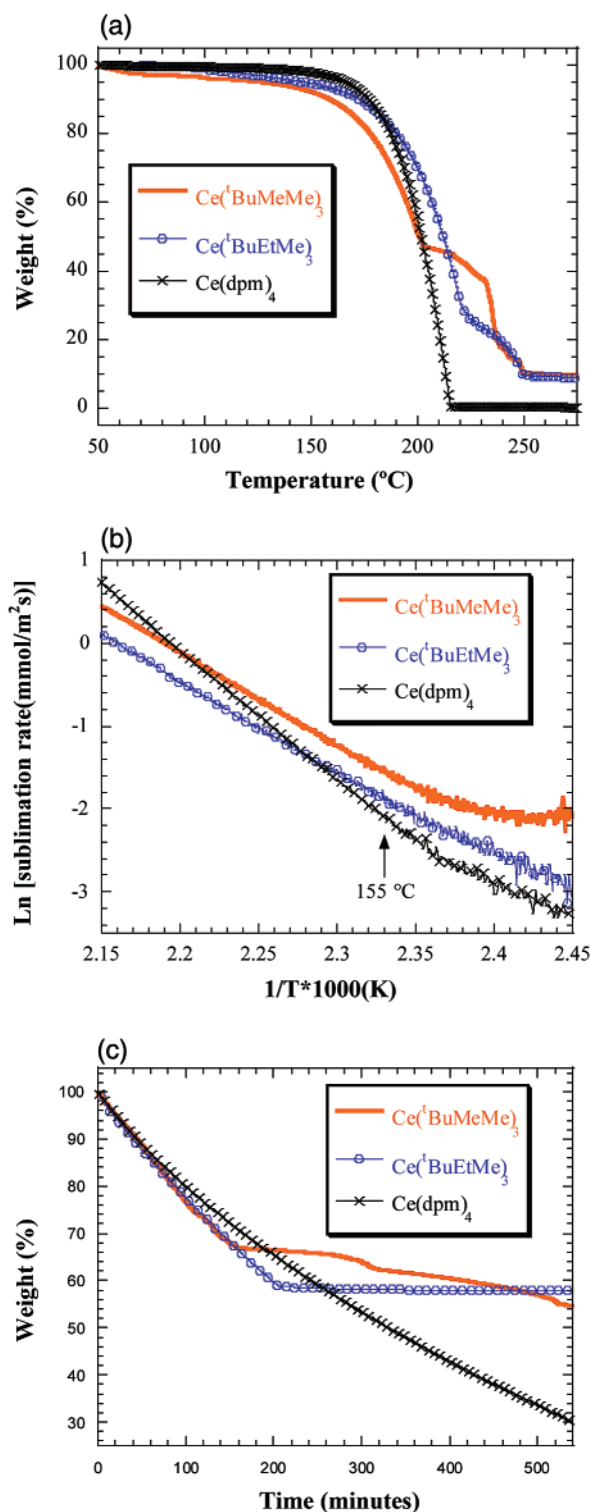 (a)
100
80
60
40
20
0
Weight (%)
Ce(ᵗBuMeMe)₃
Ce(ᵗBuEtMe)₃
Ce(dpm)₄
50 100 150 200 250
Temperature (ºC)
(b)
1
0
-1
-2
-3
Ln [sublimation rate(mmol/m²s)]
Ce(ᵗBuMeMe)₃
Ce(ᵗBuEtMe)₃
Ce(dpm)₄
155 ºC
2.15 2.2 2.25 2.3 2.35 2.4 2.45
1/T*1000(K)
(c)
100
90
80
70
60
50
40
30
Weight (%)
Ce(ᵗBuMeMe)₃
Ce(ᵗBuEtMe)₃
Ce(dpm)₄
0 100 200 300 400 500
Time (minutes)